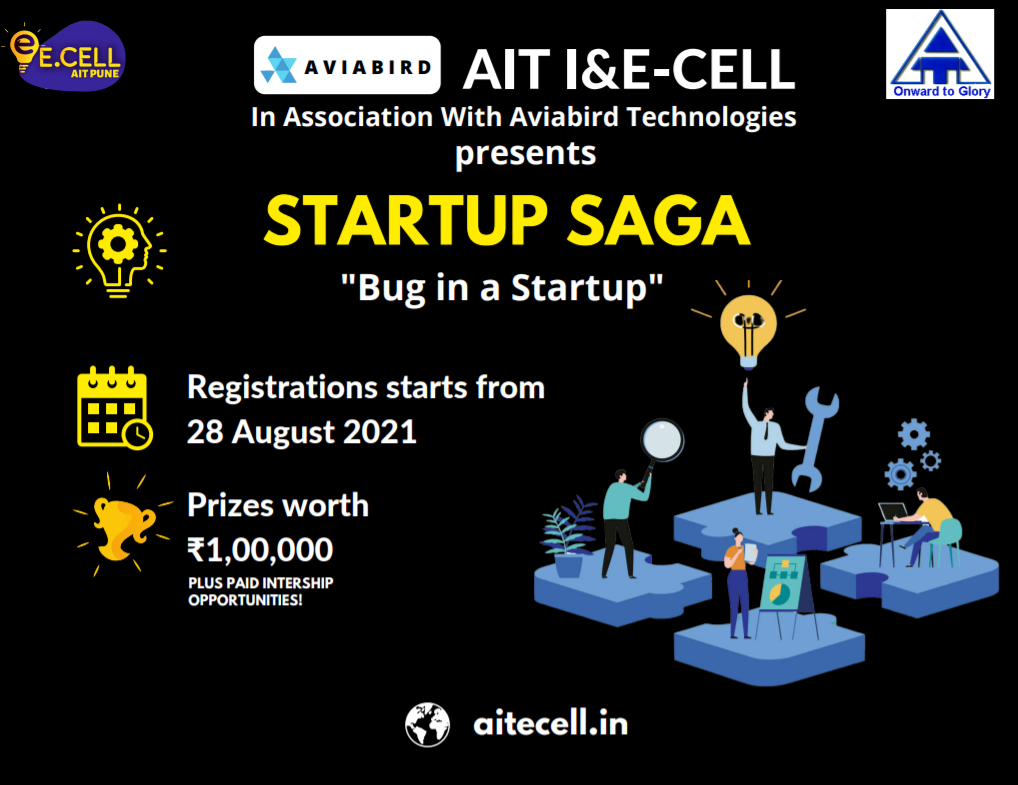 E.CELL
AIT PUNE
AVIABIRD
AIT I&E-CELL
Onward to Glory
In Association With Aviabird Technologies
presents
STARTUP SAGA
"Bug in a Startup"
Registrations starts from
28 August 2021
Prizes worth
₹1,00,000
PLUS PAID INTERSHIP
OPPORTUNITIES!
aitecell.in